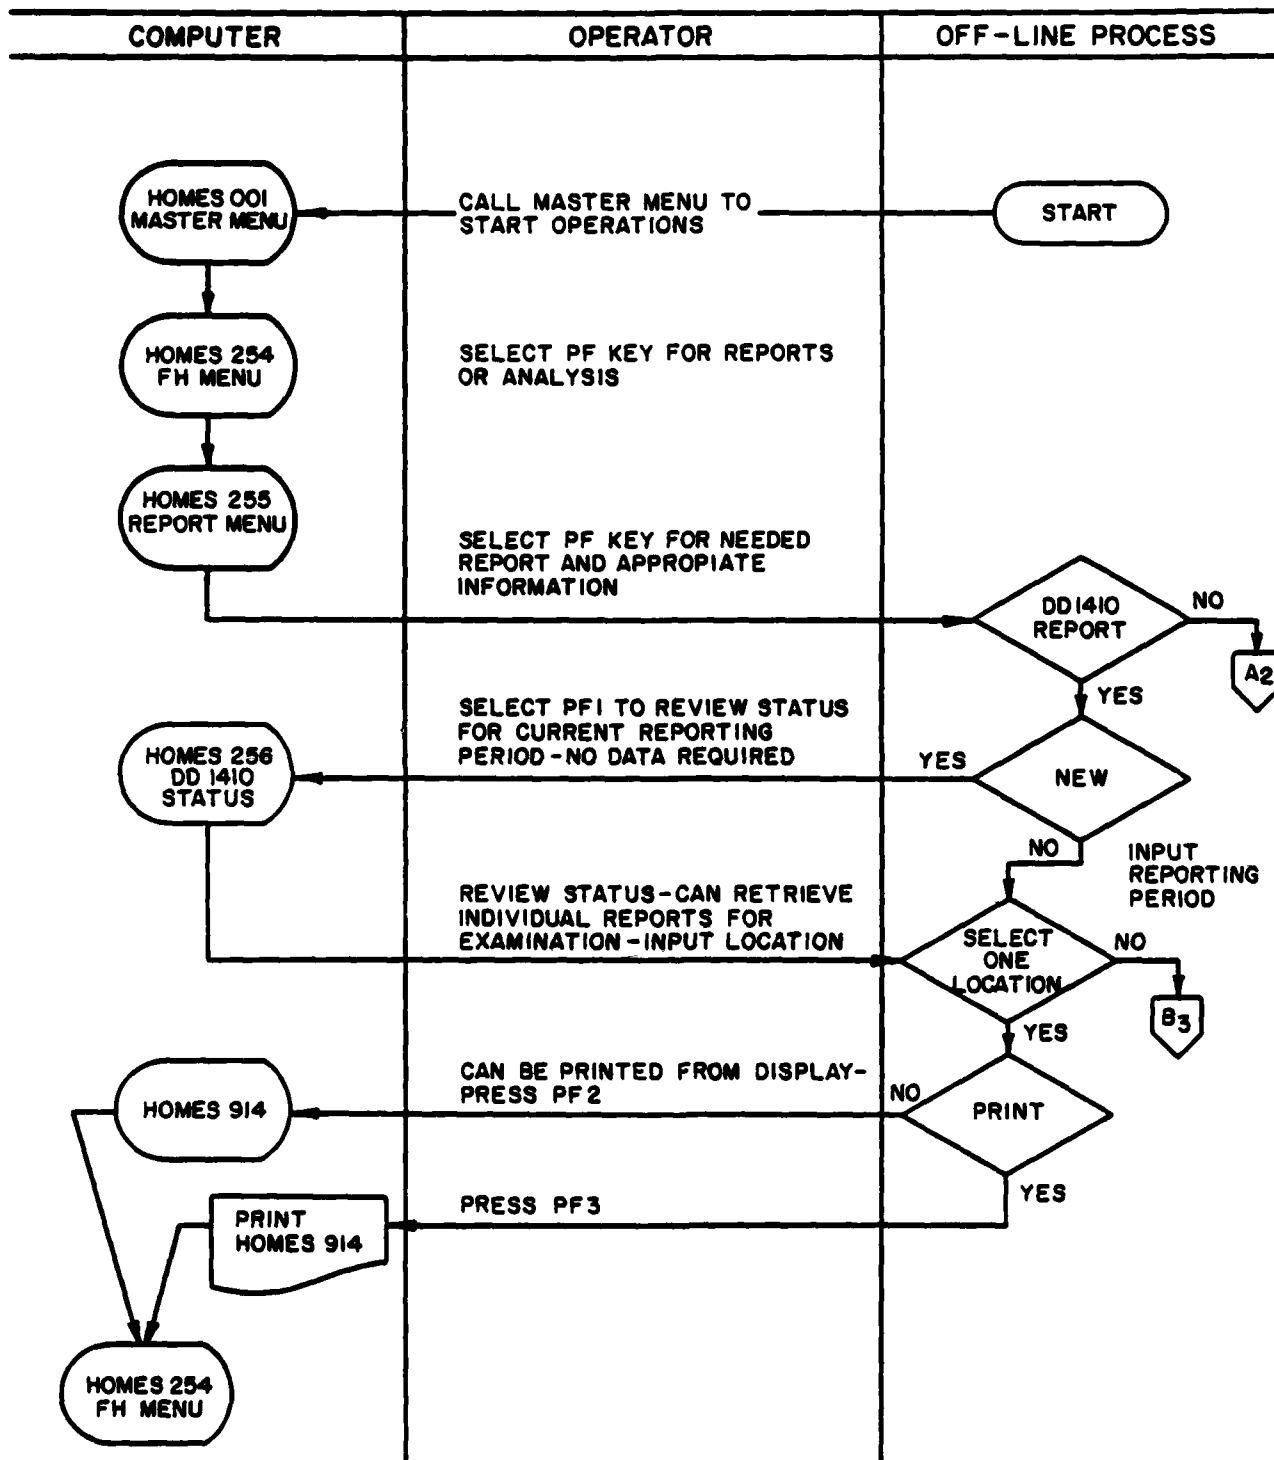 COMPUTER
OPERATOR
OFF-LINE PROCESS
HOMES 001
MASTER MENU
CALL MASTER MENU TO
START OPERATIONS
START
HOMES 254
FH MENU
SELECT PF KEY FOR REPORTS
OR ANALYSIS
HOMES 255
REPORT MENU
SELECT PF KEY FOR NEEDED
REPORT AND APPROPIATE
INFORMATION
DD1410
REPORT
NO
A2
YES
SELECT PF1 TO REVIEW STATUS
FOR CURRENT REPORTING
PERIOD-NO DATA REQUIRED
HOMES 256
DD 1410
STATUS
YES
NEW
NO
INPUT
REPORTING
PERIOD
REVIEW STATUS-CAN RETRIEVE
INDIVIDUAL REPORTS FOR
EXAMINATION-INPUT LOCATION
SELECT
ONE
LOCATION
NO
B3
YES
CAN BE PRINTED FROM DISPLAY-
PRESS PF2
HOMES 914
NO
PRINT
YES
PRESS PF3
PRINT
HOMES 914
HOMES 254
FH MENU